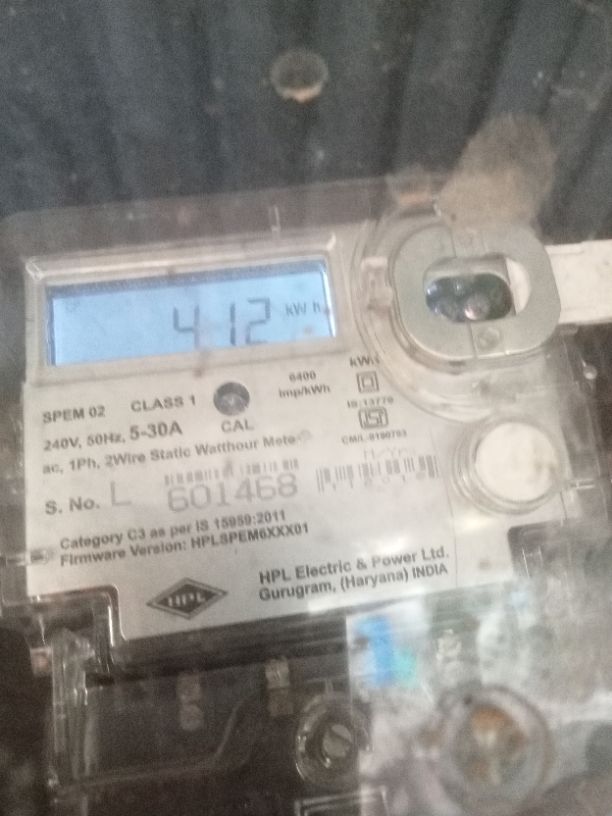 412 kWh
SPEM 02 CLASS 1 6400 imp/kWh
CAL
240V, 50Hz, 5-30A
IS:13779
ac, 1Ph, 2Wire Static Watthour Meter
S. No. L 601468
Category C3 as per IS 15959:2011
Firmware Version: HPLSPEM6XXX01
HPL
HPL Electric & Power Ltd.
Gurugram, (Haryana) INDIA